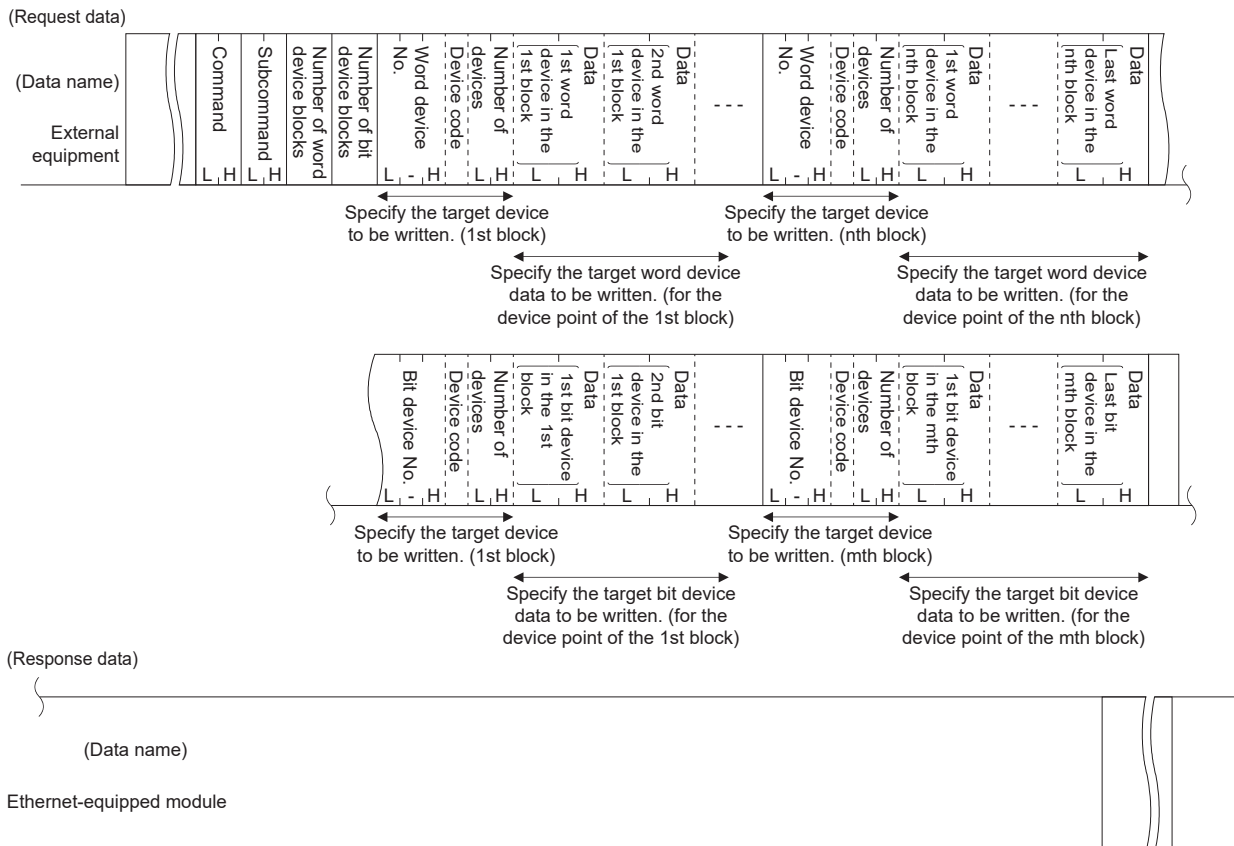 (Request data)
(Data name)
External
equipment
Command
L H
Subcommand
L H
Number of word
device blocks
Number of bit
device blocks
Word device
No.
L - H
Device code
Number of
devices
L H
Data
1st word
device in the
1st block
L H
Data
2nd word
device in the
1st block
L H
- - -
Word device
No.
L - H
Device code
Number of
devices
L H
Data
1st word
device in the
nth block
L H
- - -
Data
Last word
device in the
nth block
L H
Specify the target device
to be written. (1st block)
Specify the target device
to be written. (nth block)
Specify the target word device
data to be written. (for the
device point of the 1st block)
Specify the target word device
data to be written. (for the
device point of the nth block)
Bit device No.
L - H
Device code
Number of
devices
L H
Data
1st bit device
in the 1st
block
L H
Data
2nd bit
device in the
1st block
L H
- - -
Bit device No.
L - H
Device code
Number of
devices
L H
Data
1st bit device
in the mth
block
L H
- - -
Data
Last bit
device in the
mth block
L H
Specify the target device
to be written. (1st block)
Specify the target device
to be written. (mth block)
Specify the target bit device
data to be written. (for the
device point of the 1st block)
Specify the target bit device
data to be written. (for the
device point of the mth block)
(Response data)
(Data name)
Ethernet-equipped module